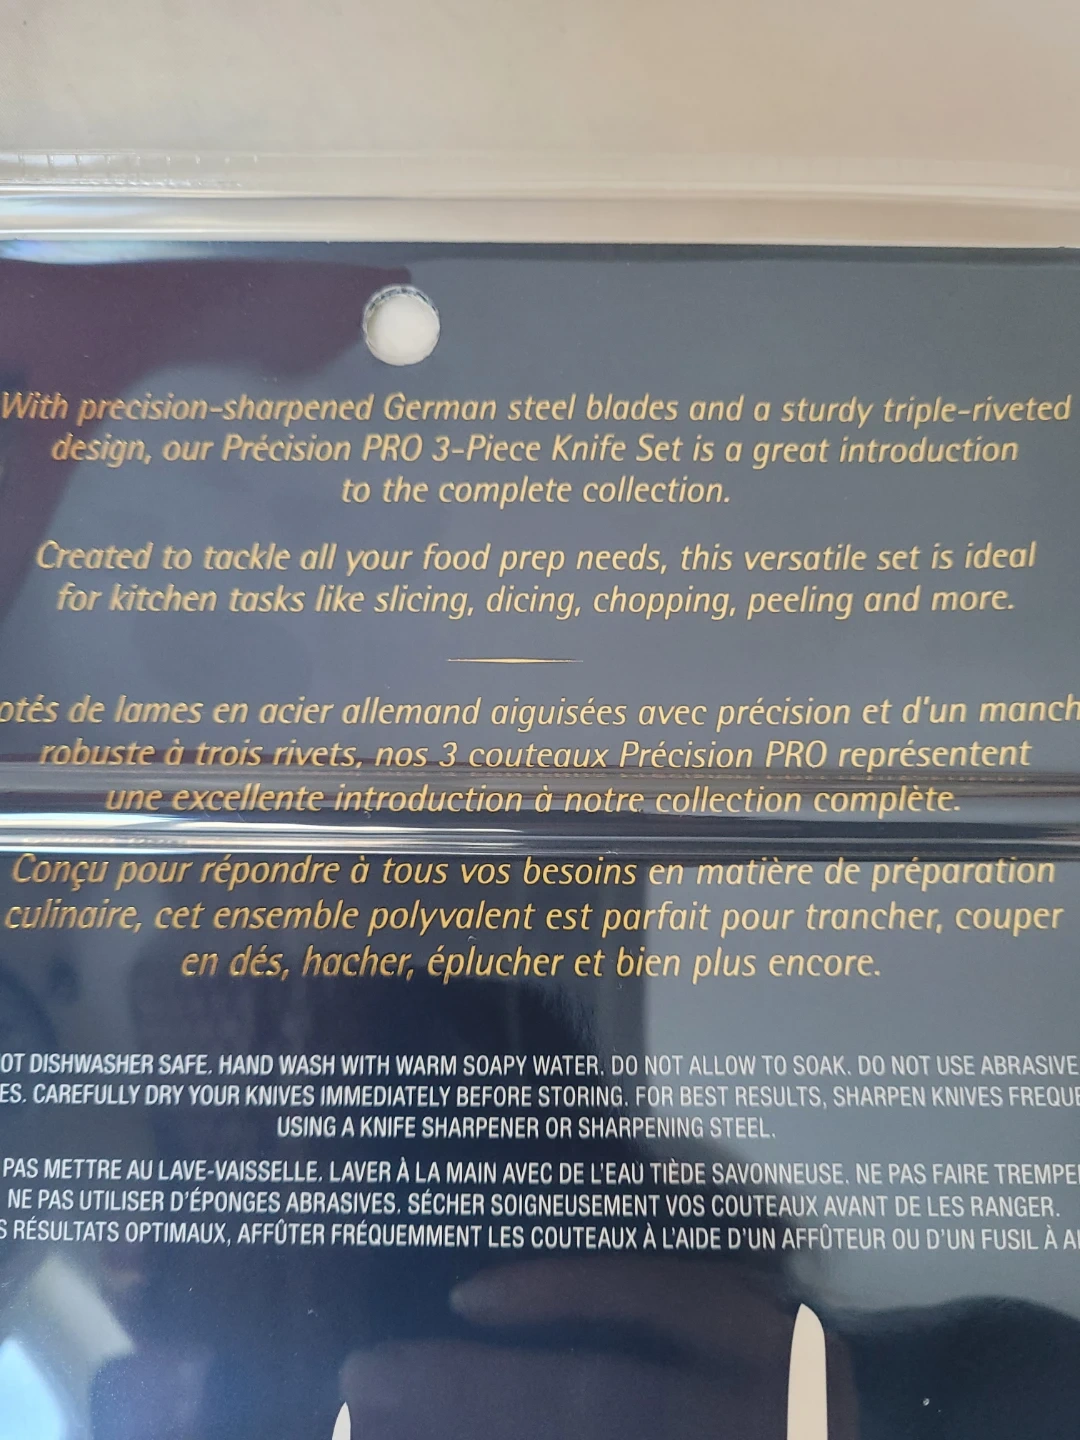 With precision-sharpened German steel blades and a sturdy triple-riveted
design, our Précision PRO 3-Piece Knife Set is a great introduction
to the complete collection.
Created to tackle all your food prep needs, this versatile set is ideal
for kitchen tasks like slicing, dicing, chopping, peeling and more.
otés de lames en acier allemand aiguisées avec précision et d'un manch
robuste à trois rivets, nos 3 couteaux Précision PRO représentent
une excellente introduction à notre collection complète.
Conçu pour répondre à tous vos besoins en matière de préparation
culinaire, cet ensemble polyvalent est parfait pour trancher, couper
en dés, hacher, éplucher et bien plus encore.
OT DISHWASHER SAFE. HAND WASH WITH WARM SOAPY WATER. DO NOT ALLOW TO SOAK. DO NOT USE ABRASIVE
ES. CAREFULLY DRY YOUR KNIVES IMMEDIATELY BEFORE STORING. FOR BEST RESULTS, SHARPEN KNIVES FREQUE
USING A KNIFE SHARPENER OR SHARPENING STEEL.
PAS METTRE AU LAVE-VAISSELLE. LAVER À LA MAIN AVEC DE L'EAU TIÈDE SAVONNEUSE. NE PAS FAIRE TREMPE
NE PAS UTILISER D'ÉPONGES ABRASIVES. SÉCHER SOIGNEUSEMENT VOS COUTEAUX AVANT DE LES RANGER.
S RÉSULTATS OPTIMAUX, AFFÛTER FRÉQUEMMENT LES COUTEAUX À L'AIDE D'UN AFFÛTEUR OU D'UN FUSIL À A